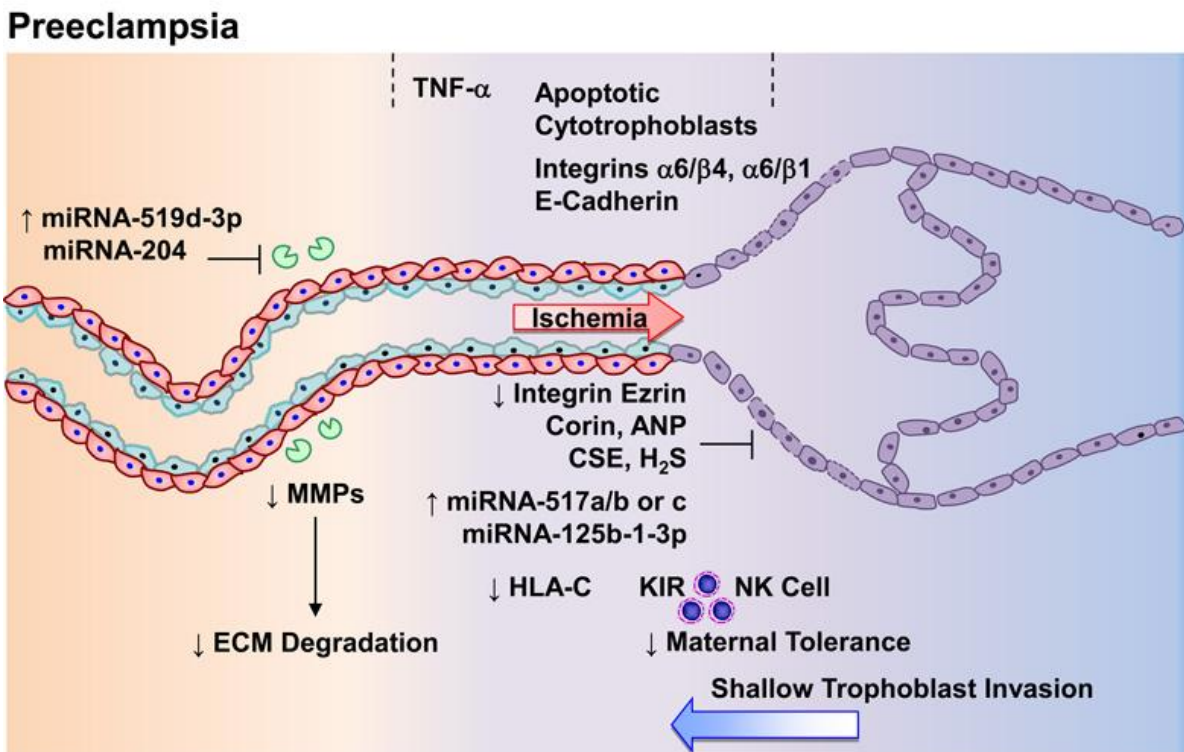 Preeclampsia
TNF-α
Apoptotic
Cytotrophoblasts
Integrins α6/β4, α6/β1
E-Cadherin
↑ miRNA-519d-3p
miRNA-204
Ischemia
↓ Integrin Ezrin
Corin, ANP
CSE, H₂S
↓ MMPs
↑ miRNA-517a/b or c
miRNA-125b-1-3p
↓ HLA-C
KIR
NK Cell
↓ ECM Degradation
↓ Maternal Tolerance
Shallow Trophoblast Invasion